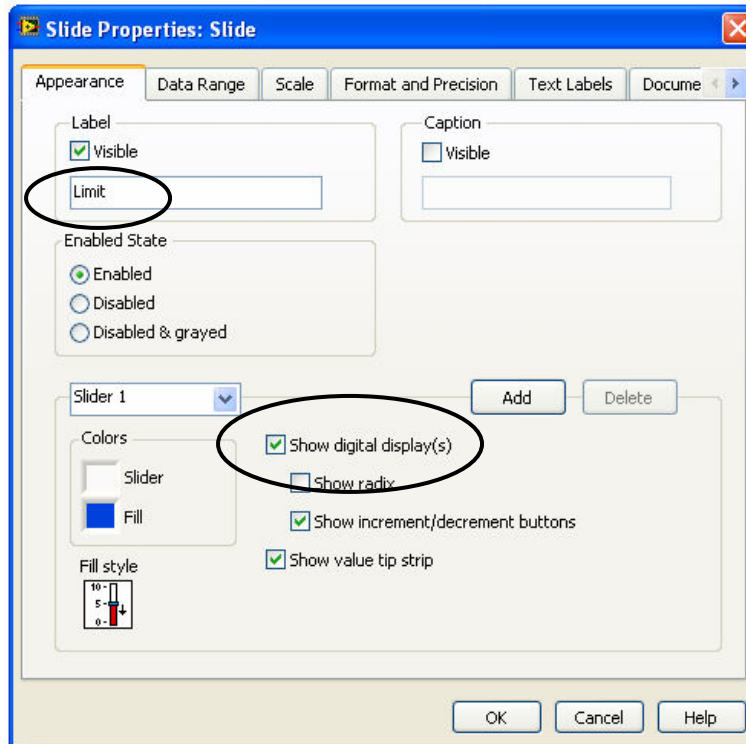 Slide Properties: Slide
Appearance Data Range Scale Format and Precision Text Labels Docume
Label
Visible
Limit
Caption
Visible
Enabled State
Enabled
Disabled
Disabled & grayed
Slider 1
Add Delete
Colors
Slider
Fill
Fill style
10-
5-
0-
Show digital display(s)
Show radix
Show increment/decrement buttons
Show value tip strip
OK Cancel Help